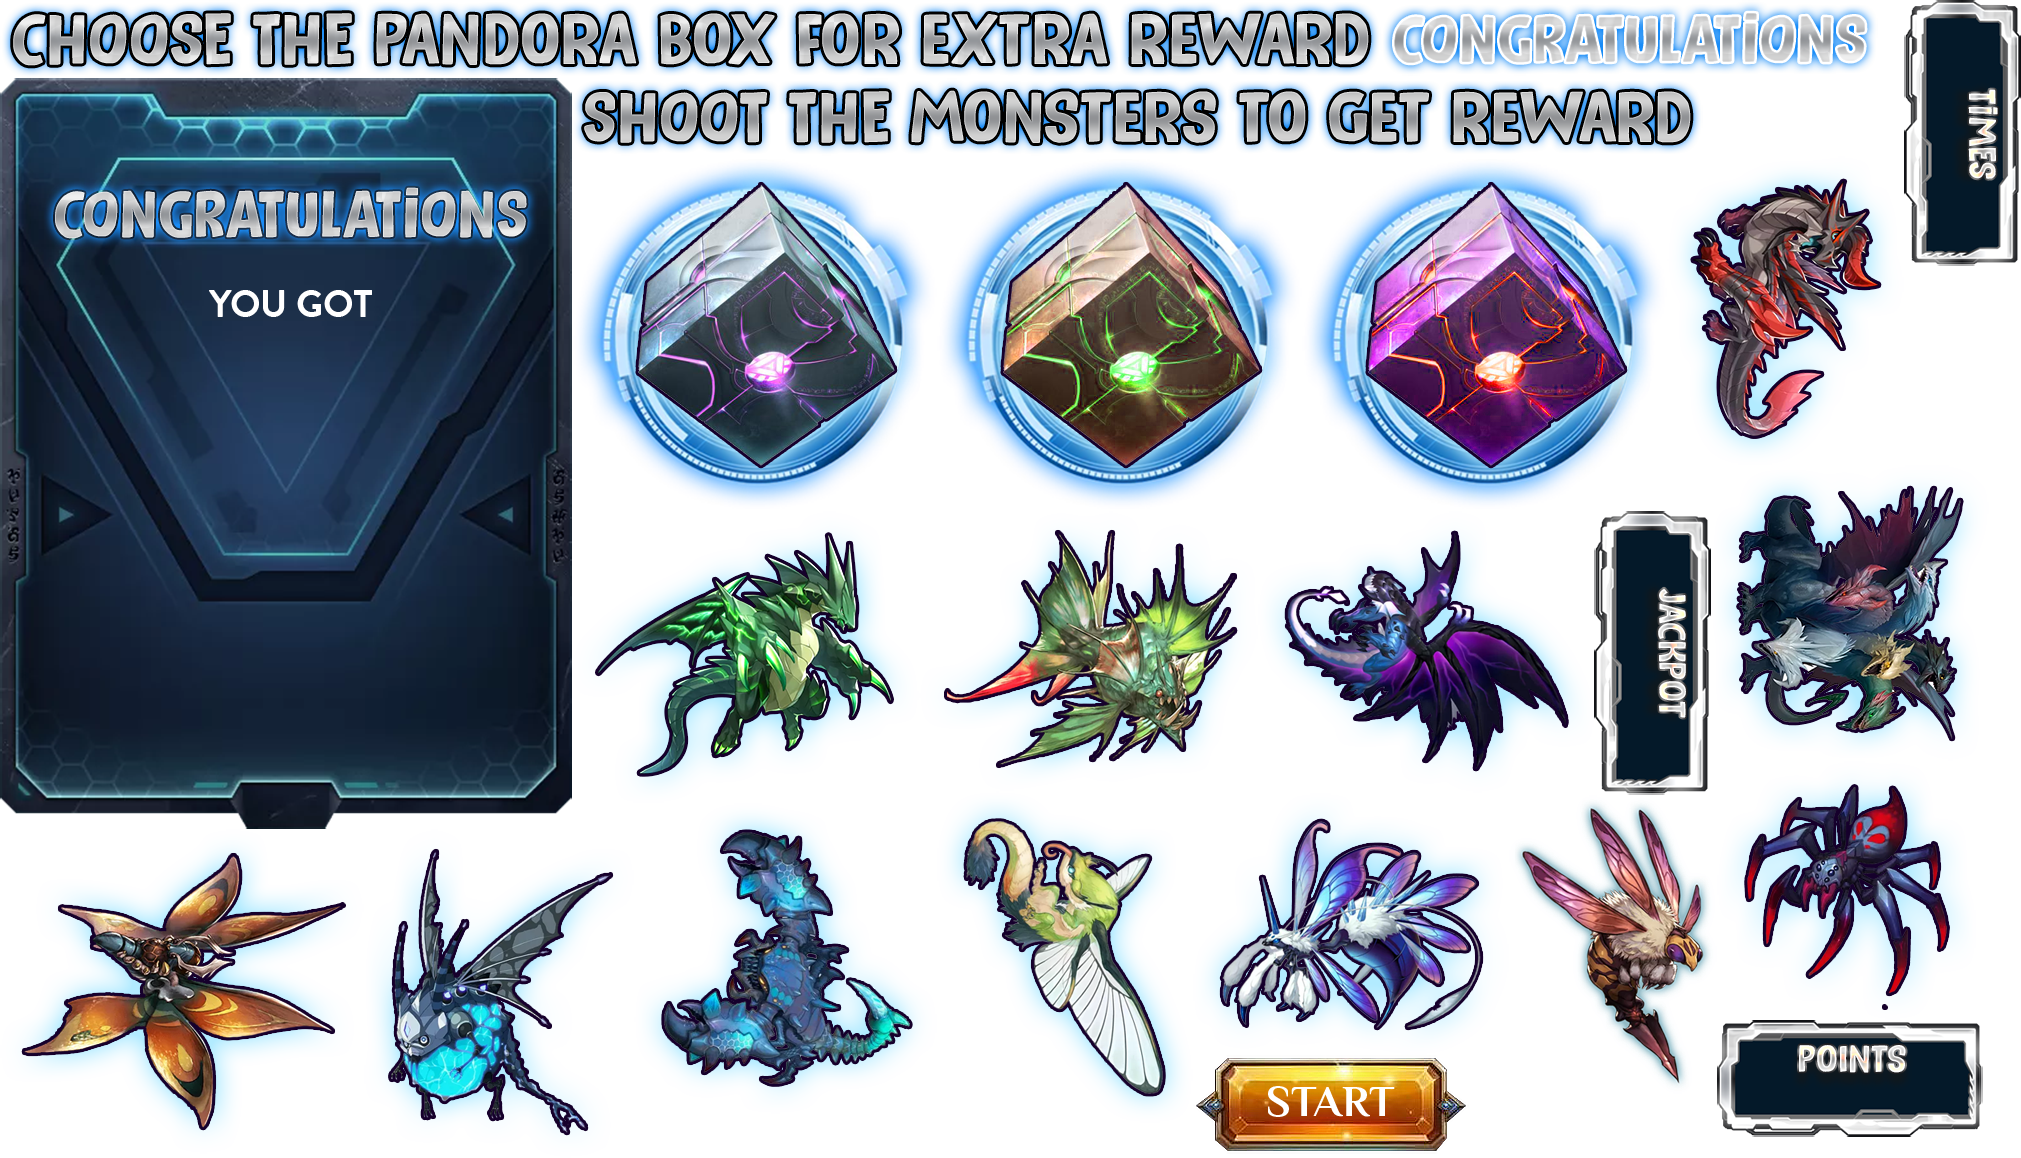 CHOOSE THE PANDORA BOX FOR EXTRA REWARD
CONGRATULATiONS
SHOOT THE MONSTERS TO GET REWARD
TiMES
CONGRATULATiONS
YOU GOT
JACKPOT
START
POINTS